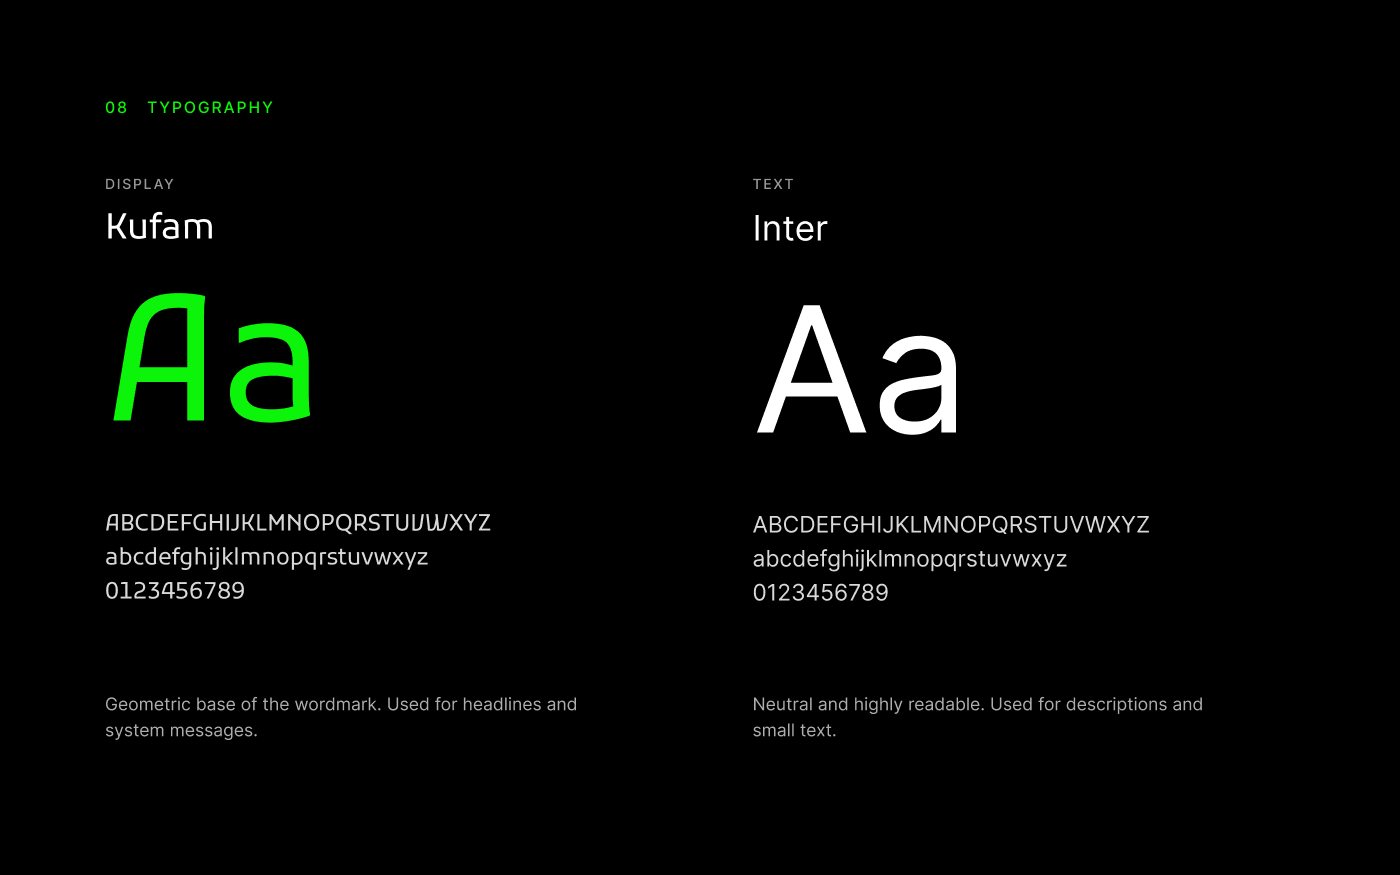 08 TYPOGRAPHY
DISPLAY
Kufam
Aa
ABCDEFGHIJKLMNOPQRSTUVWXYZ
abcdefghijklmnopqrstuvwxyz
0123456789
Geometric base of the wordmark. Used for headlines and
system messages.
TEXT
Inter
Aa
ABCDEFGHIJKLMNOPQRSTUVWXYZ
abcdefghijklmnopqrstuvwxyz
0123456789
Neutral and highly readable. Used for descriptions and
small text.